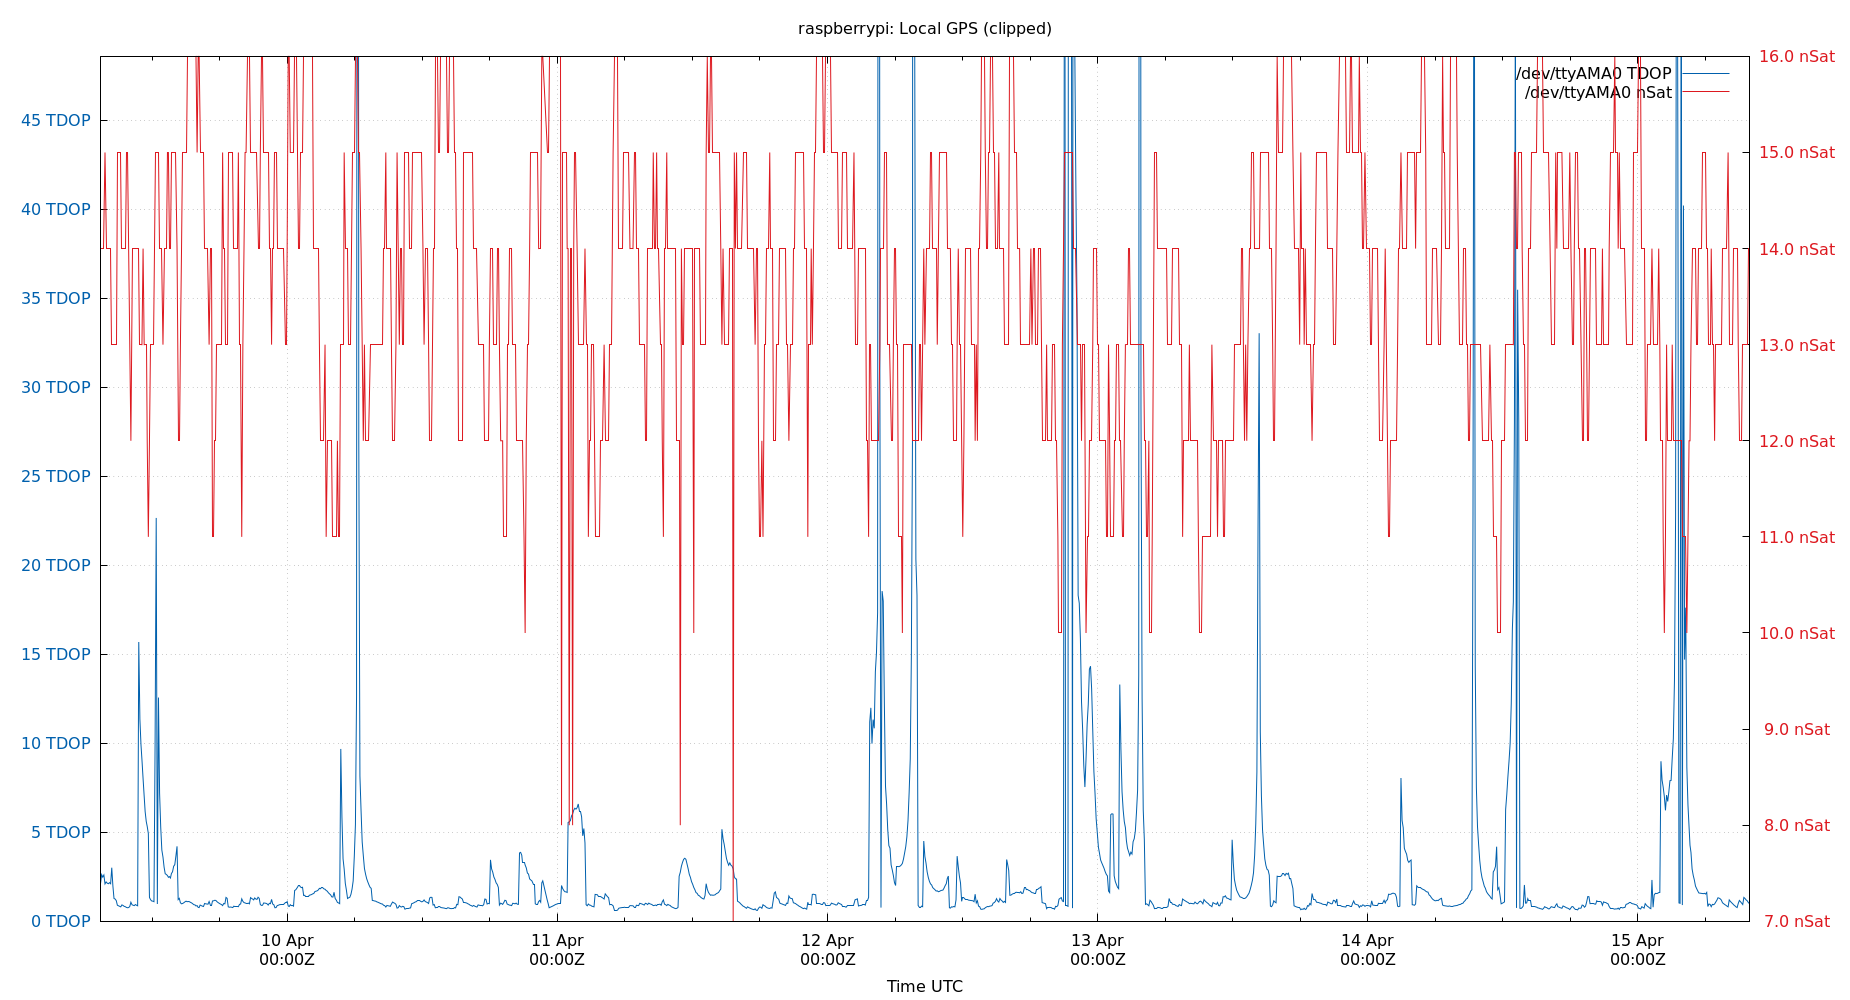 raspberrypi: Local GPS (clipped)
/dev/ttyAMA0 TDOP
/dev/ttyAMA0 nSat
45 TDOP
40 TDOP
35 TDOP
30 TDOP
25 TDOP
20 TDOP
15 TDOP
10 TDOP
5 TDOP
0 TDOP
16.0 nSat
15.0 nSat
14.0 nSat
13.0 nSat
12.0 nSat
11.0 nSat
10.0 nSat
9.0 nSat
8.0 nSat
7.0 nSat
10 Apr
00:00Z
11 Apr
00:00Z
12 Apr
00:00Z
13 Apr
00:00Z
14 Apr
00:00Z
15 Apr
00:00Z
Time UTC